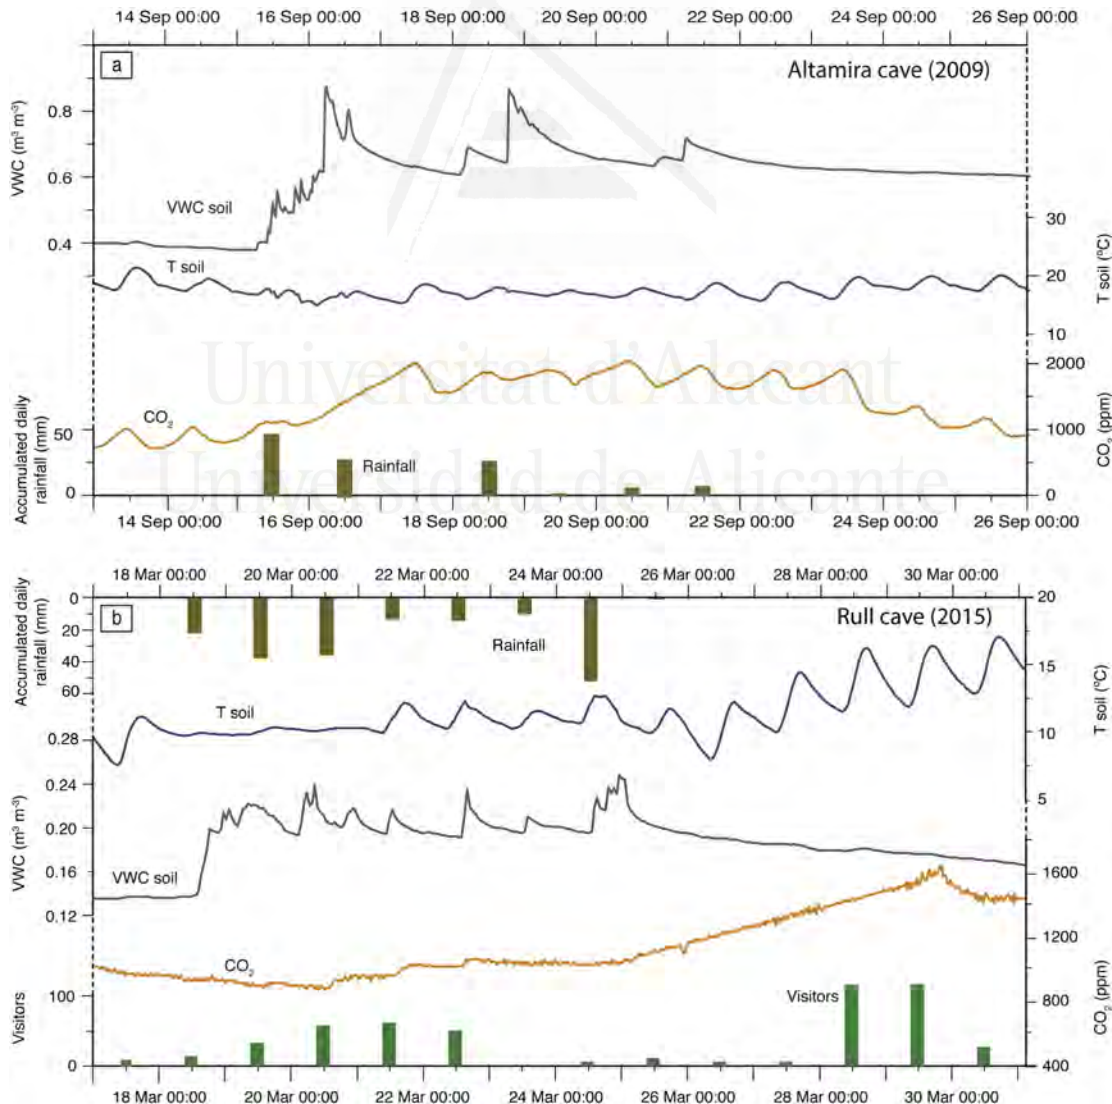 14 Sep 00:00 16 Sep 00:00 18 Sep 00:00 20 Sep 00:00 22 Sep 00:00 24 Sep 00:00 26 Sep 00:00
a
Altamira cave (2009)
VWC (m³ m⁻³)
0.8
0.6
0.4
VWC soil
T soil
30
20
10
T soil (ºC)
Universitat d'Alacant
Universidad de Alicante
CO₂
2000
1000
0
CO₂ (ppm)
Accumulated daily
rainfall (mm)
50
0
Rainfall
14 Sep 00:00 16 Sep 00:00 18 Sep 00:00 20 Sep 00:00 22 Sep 00:00 24 Sep 00:00 26 Sep 00:00
18 Mar 00:00 20 Mar 00:00 22 Mar 00:00 24 Mar 00:00 26 Mar 00:00 28 Mar 00:00 30 Mar 00:00
b
Rull cave (2015)
Accumulated daily
rainfall (mm)
0
20
40
60
Rainfall
T soil
20
15
10
5
T soil (ºC)
VWC (m³ m⁻³)
0.28
0.24
0.20
0.16
0.12
VWC soil
CO₂
1600
1200
800
400
CO₂ (ppm)
Visitors
100
0
Visitors
18 Mar 00:00 20 Mar 00:00 22 Mar 00:00 24 Mar 00:00 26 Mar 00:00 28 Mar 00:00 30 Mar 00:00